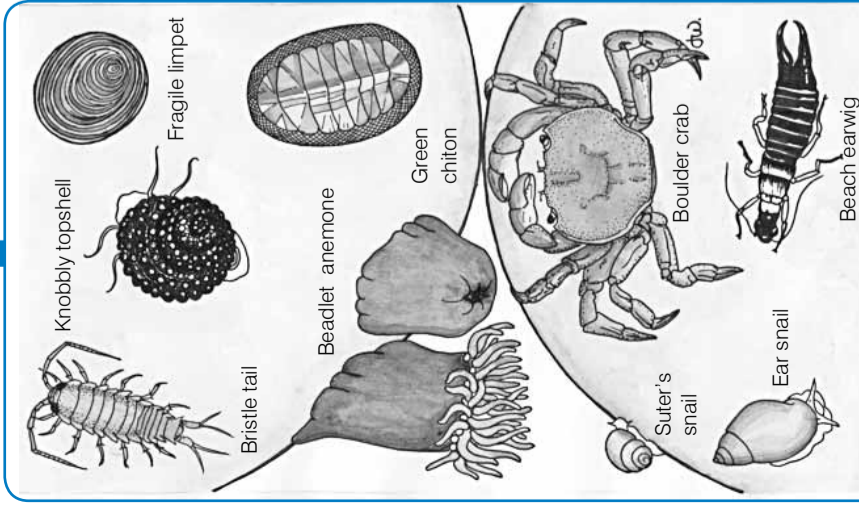 Knobbly topshell
Fragile limpet
Bristle tail
Beadlet anemone
Green
chiton
Suter's
snail
Boulder crab
Ear snail
Beach earwig